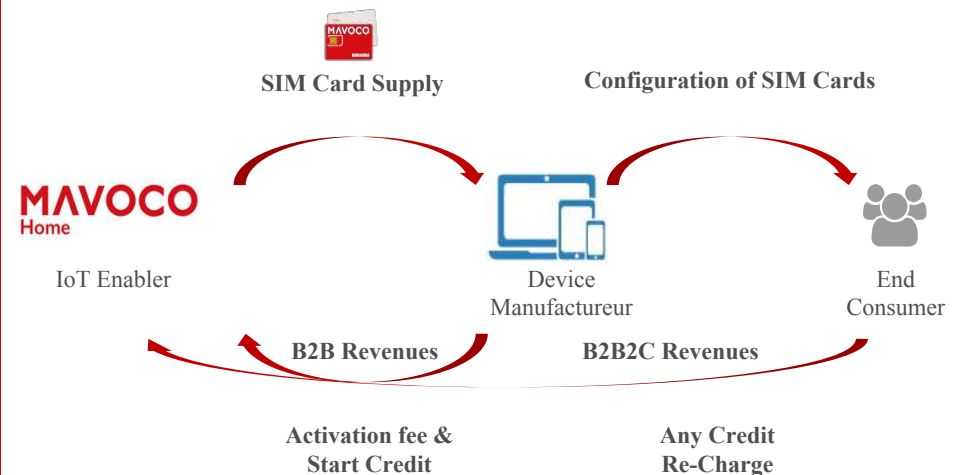 MAVOCO
SIM Card Supply
Configuration of SIM Cards
MAVOCO
Home
IoT Enabler
Device
Manufactureur
End
Consumer
B2B Revenues
B2B2C Revenues
Activation fee &
Start Credit
Any Credit
Re-Charge